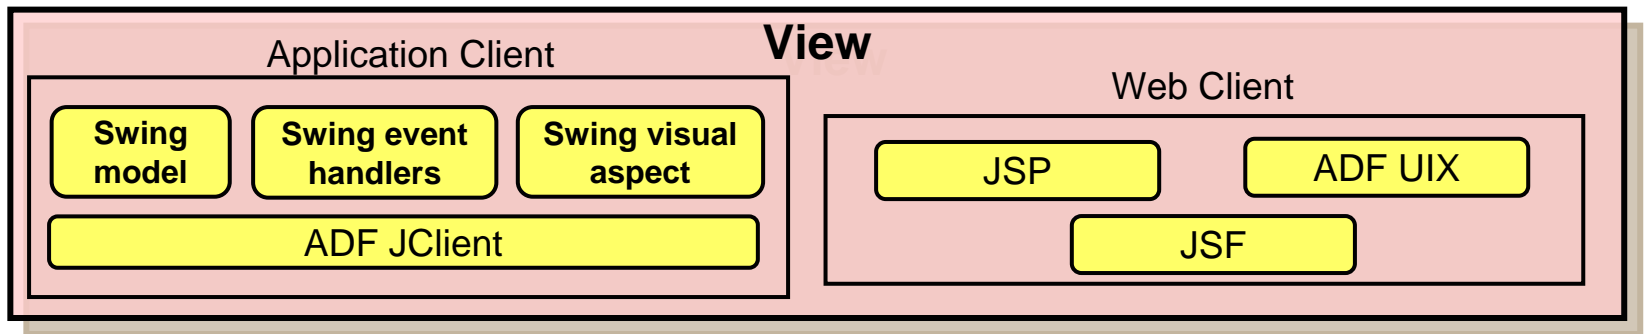 View
Application Client
Swing
model
Swing event
handlers
Swing visual
aspect
ADF JClient
Web Client
JSP
ADF UIX
JSF